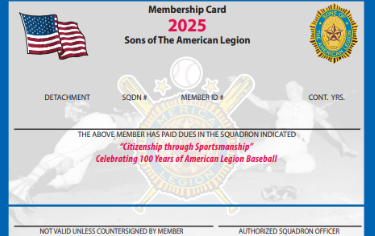 Membership Card
2025
Sons of The American Legion
DETACHMENT SQDN # MEMBER ID # CONT. YRS.
THE ABOVE MEMBER HAS PAID DUES IN THE SQUADRON INDICATED
"Citizenship through Sportsmanship"
Celebrating 100 Years of American Legion Baseball
NOT VALID UNLESS COUNTERSIGNED BY MEMBER AUTHORIZED SQUADRON OFFICER